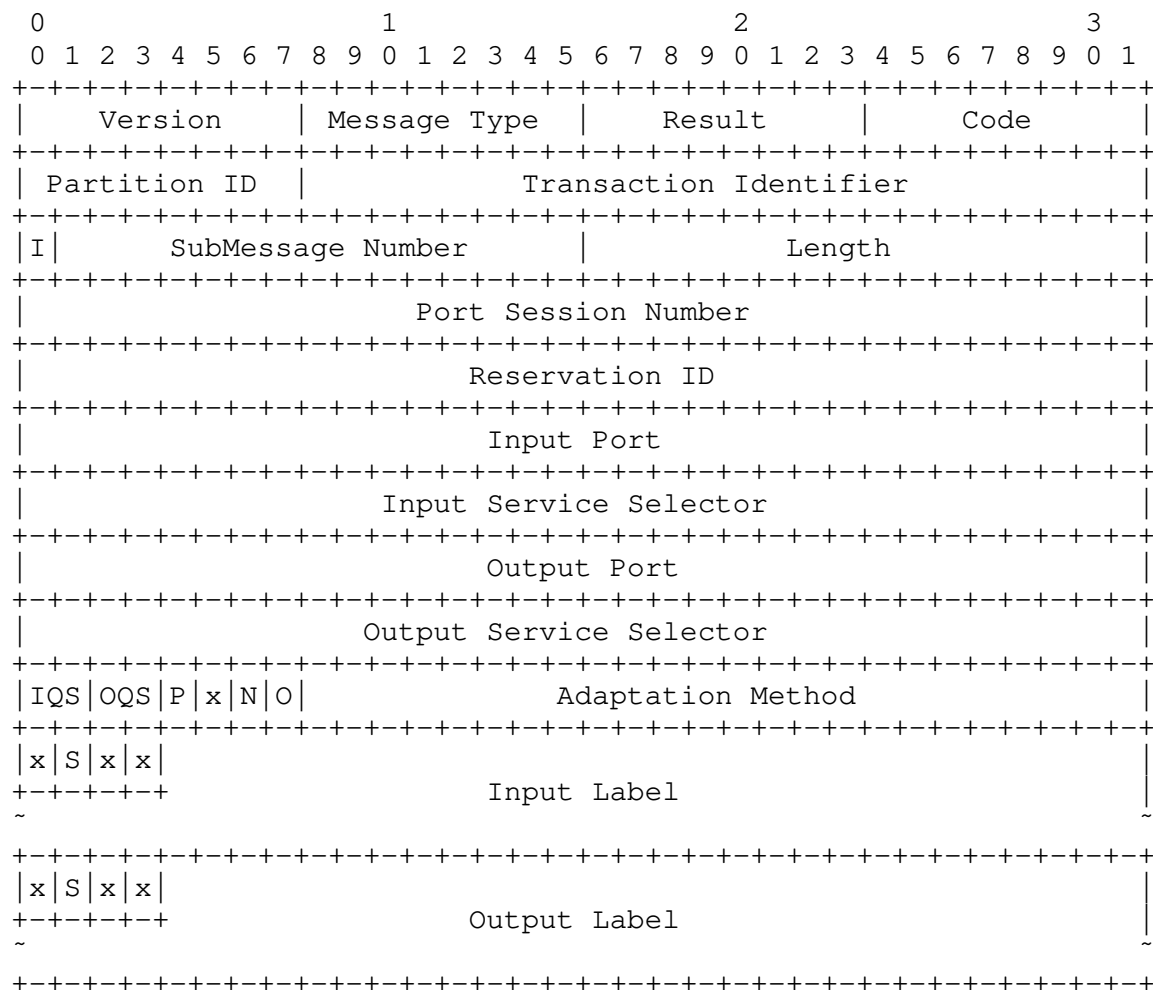 0                   1                   2                   3
 0 1 2 3 4 5 6 7 8 9 0 1 2 3 4 5 6 7 8 9 0 1 2 3 4 5 6 7 8 9 0 1
+-+-+-+-+-+-+-+-+-+-+-+-+-+-+-+-+-+-+-+-+-+-+-+-+-+-+-+-+-+-+-+-+
|    Version    | Message Type  |    Result     |     Code      |
+-+-+-+-+-+-+-+-+-+-+-+-+-+-+-+-+-+-+-+-+-+-+-+-+-+-+-+-+-+-+-+-+
| Partition ID  |            Transaction Identifier             |
+-+-+-+-+-+-+-+-+-+-+-+-+-+-+-+-+-+-+-+-+-+-+-+-+-+-+-+-+-+-+-+-+
|I|      SubMessage Number      |           Length              |
+-+-+-+-+-+-+-+-+-+-+-+-+-+-+-+-+-+-+-+-+-+-+-+-+-+-+-+-+-+-+-+-+
|                      Port Session Number                      |
+-+-+-+-+-+-+-+-+-+-+-+-+-+-+-+-+-+-+-+-+-+-+-+-+-+-+-+-+-+-+-+-+
|                         Reservation ID                        |
+-+-+-+-+-+-+-+-+-+-+-+-+-+-+-+-+-+-+-+-+-+-+-+-+-+-+-+-+-+-+-+-+
|                          Input Port                           |
+-+-+-+-+-+-+-+-+-+-+-+-+-+-+-+-+-+-+-+-+-+-+-+-+-+-+-+-+-+-+-+-+
|                    Input Service Selector                     |
+-+-+-+-+-+-+-+-+-+-+-+-+-+-+-+-+-+-+-+-+-+-+-+-+-+-+-+-+-+-+-+-+
|                          Output Port                          |
+-+-+-+-+-+-+-+-+-+-+-+-+-+-+-+-+-+-+-+-+-+-+-+-+-+-+-+-+-+-+-+-+
|                   Output Service Selector                     |
+-+-+-+-+-+-+-+-+-+-+-+-+-+-+-+-+-+-+-+-+-+-+-+-+-+-+-+-+-+-+-+-+
|IQS|OQS|P|x|N|O|              Adaptation Method                |
+-+-+-+-+-+-+-+-+-+-+-+-+-+-+-+-+-+-+-+-+-+-+-+-+-+-+-+-+-+-+-+-+
|x|S|x|x|                                                       |
+-+-+-+-+                  Input Label                          |
~                                                               ~
+-+-+-+-+-+-+-+-+-+-+-+-+-+-+-+-+-+-+-+-+-+-+-+-+-+-+-+-+-+-+-+-+
|x|S|x|x|                                                       |
+-+-+-+-+                 Output Label                          |
~                                                               ~
+-+-+-+-+-+-+-+-+-+-+-+-+-+-+-+-+-+-+-+-+-+-+-+-+-+-+-+-+-+-+-+-+